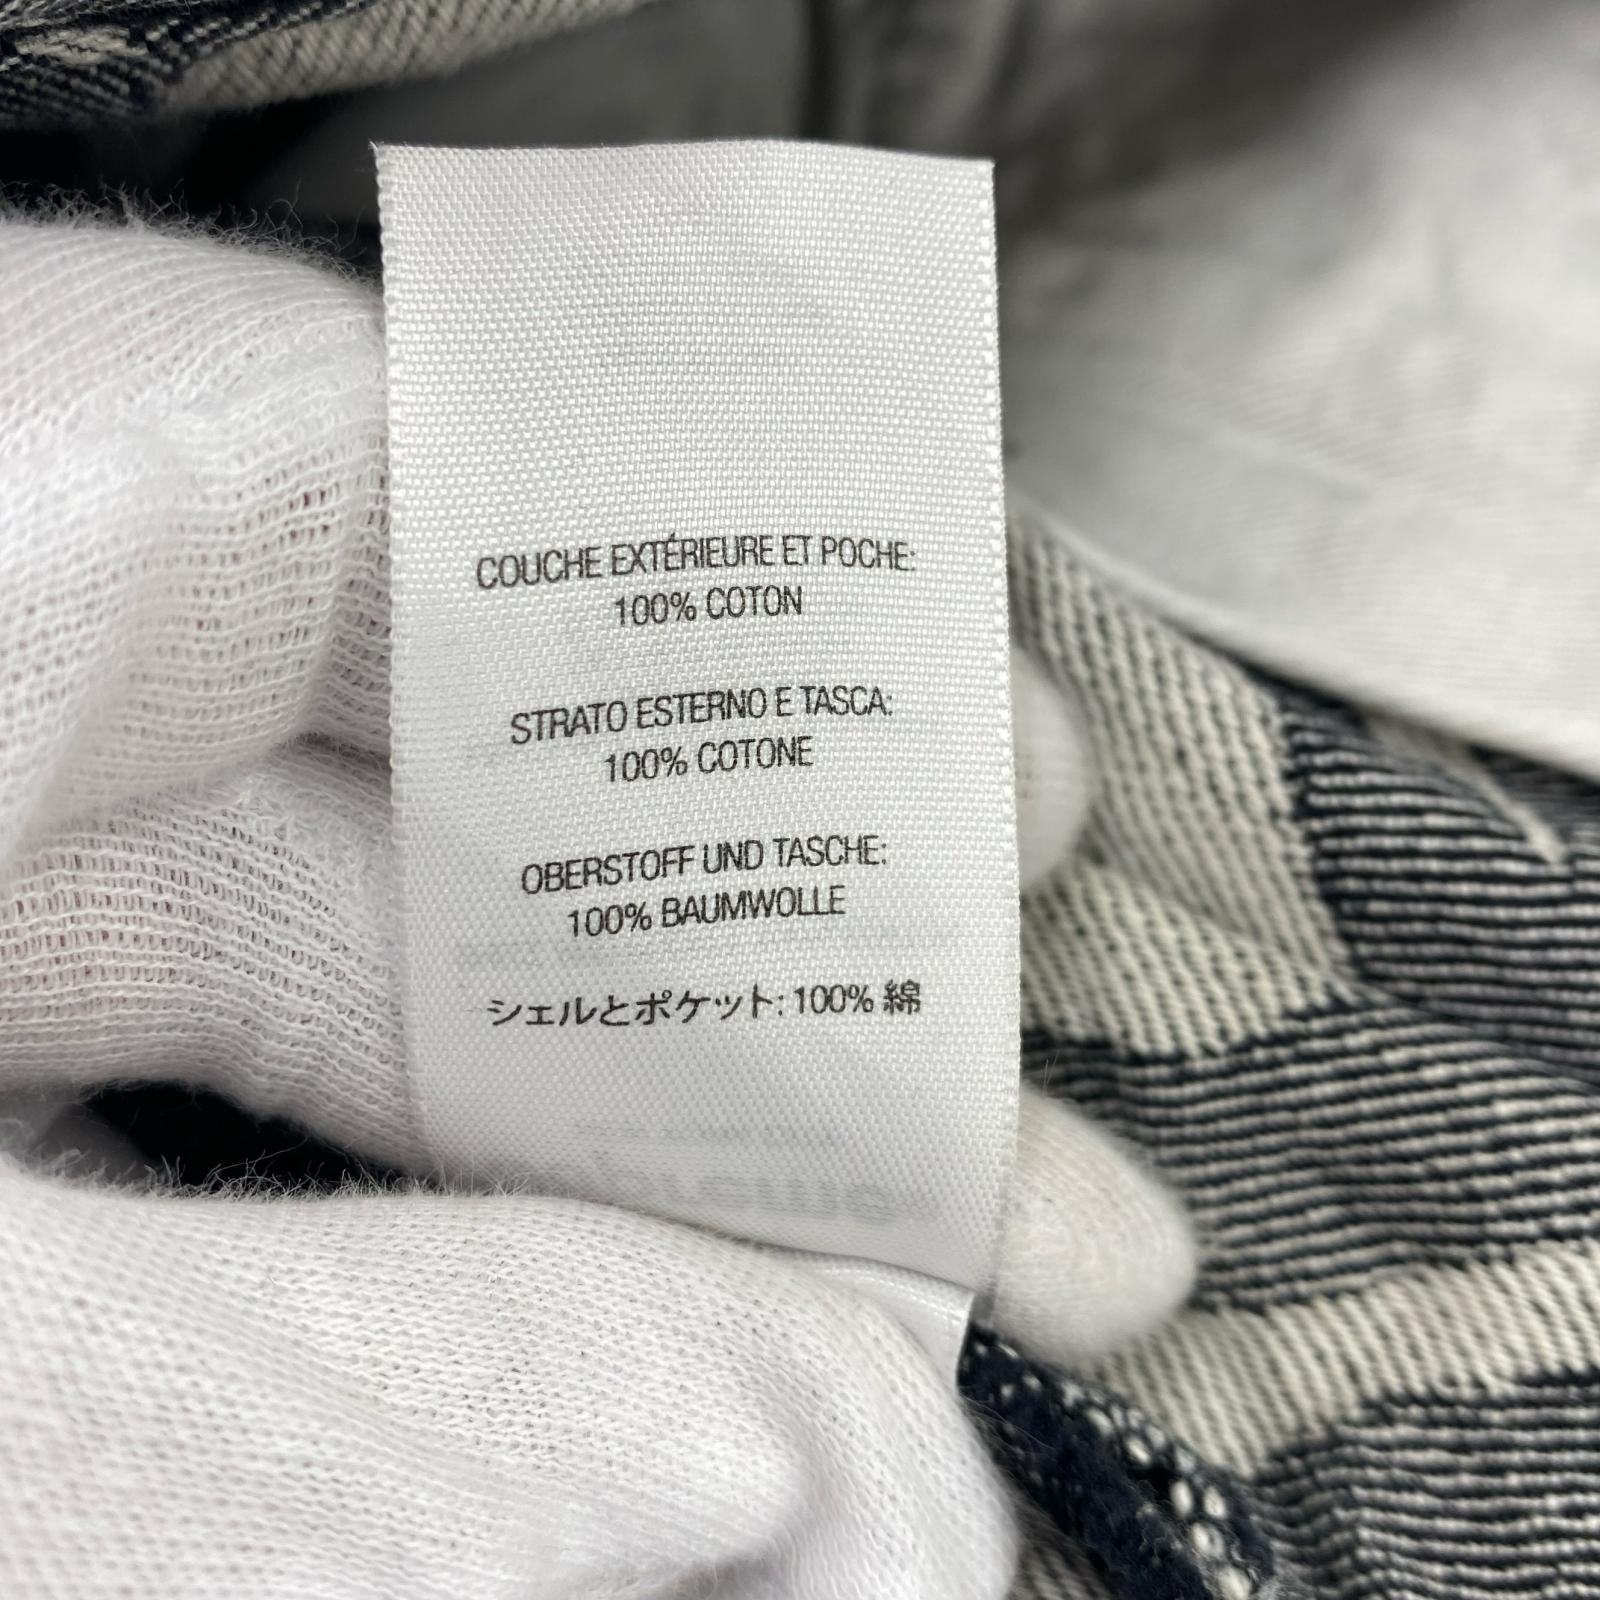 COUCHE EXTÉRIEURE ET POCHE:
100% COTON
STRATO ESTERNO E TASCA:
100% COTONE
OBERSTOFF UND TASCHE:
100% BAUMWOLLE
シェルとポケット: 100% 綿